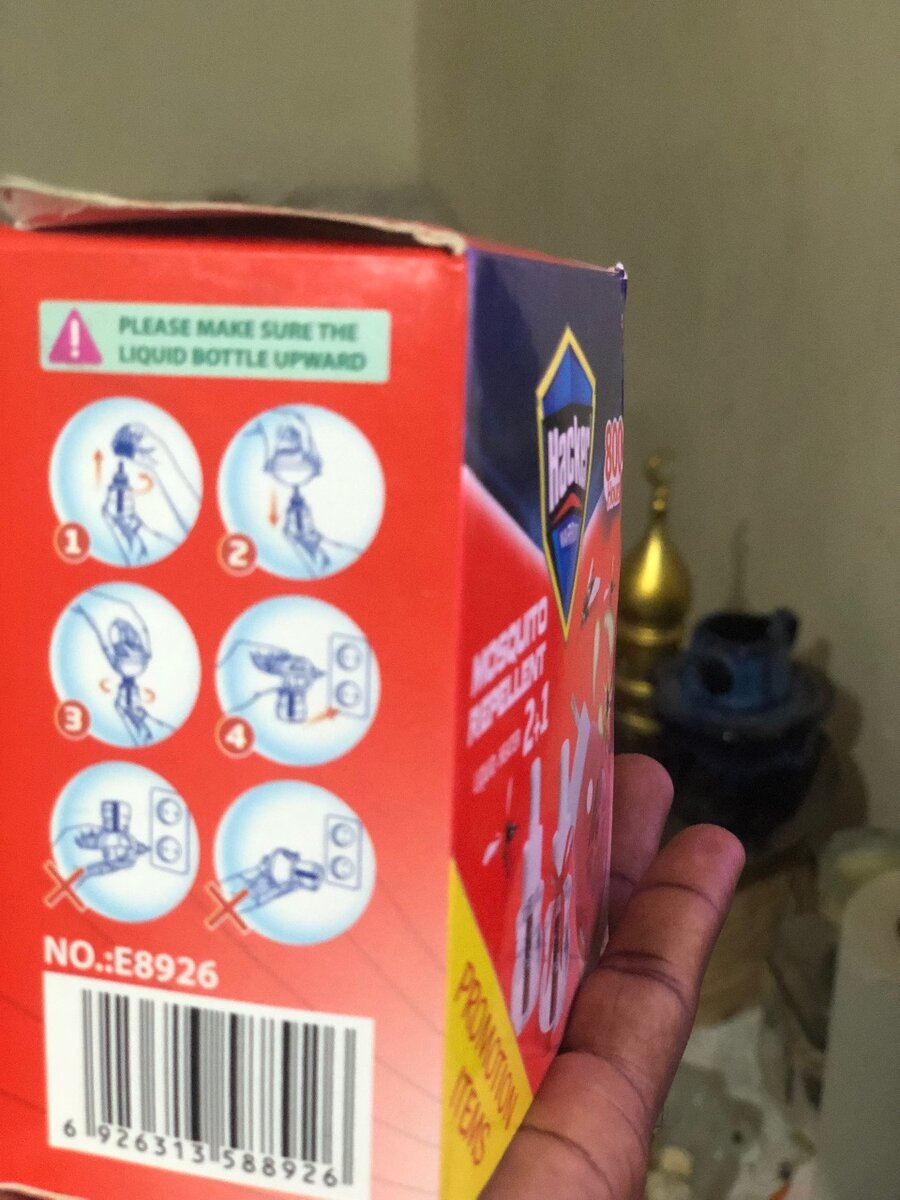 PLEASE MAKE SURE THE
LIQUID BOTTLE UPWARD
1
2
3
4
NO.:E8926
6 926313 588926
Hacker
800
MOSQUITO
REPELLENT
2+1
PROMOTION
ITEMS